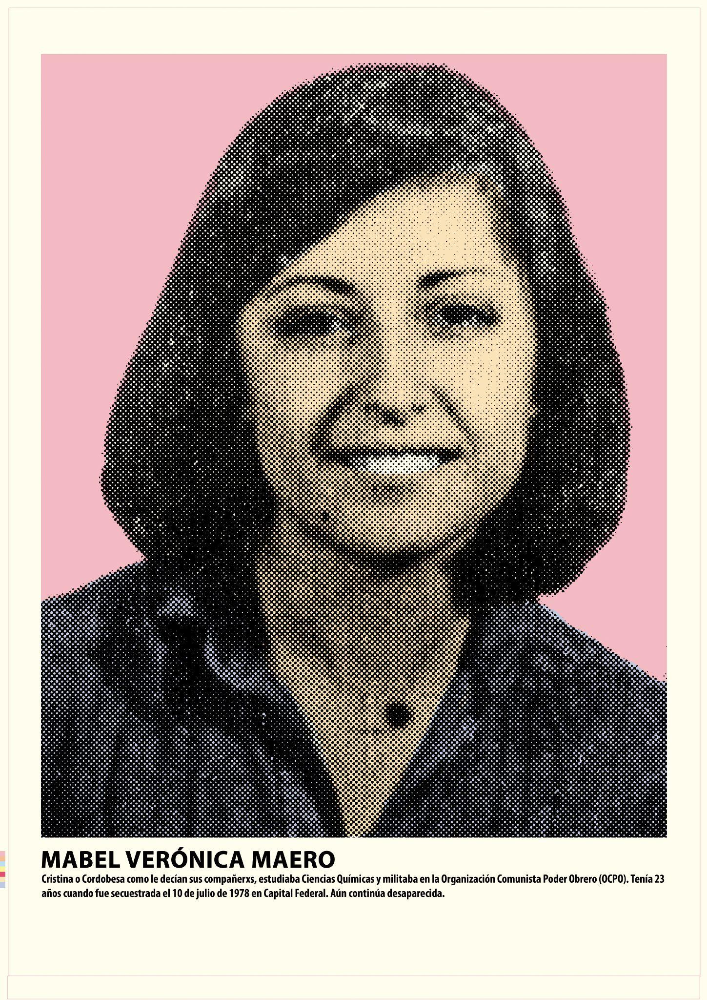 MABEL VERÓNICA MAERO
Cristina o Cordobesa como le decían sus compañerxs, estudiaba Ciencias Químicas y militaba en la Organización Comunista Poder Obrero (OCPO). Tenía 23
años cuando fue secuestrada el 10 de julio de 1978 en Capital Federal. Aún continúa desaparecida.